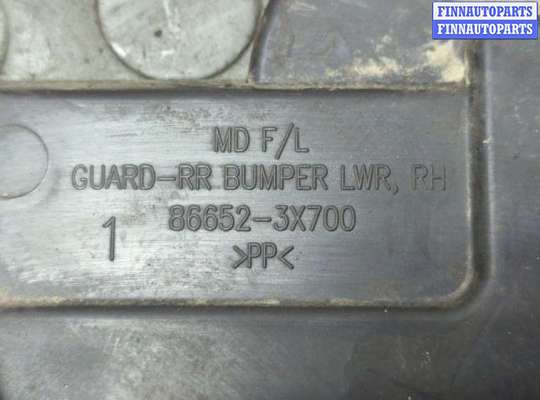 FINNAUTOPARTS
FINNAUTOPARTS
MD F/L
GUARD-RR BUMPER LWR, RH
86652-3X700
1
>PP<